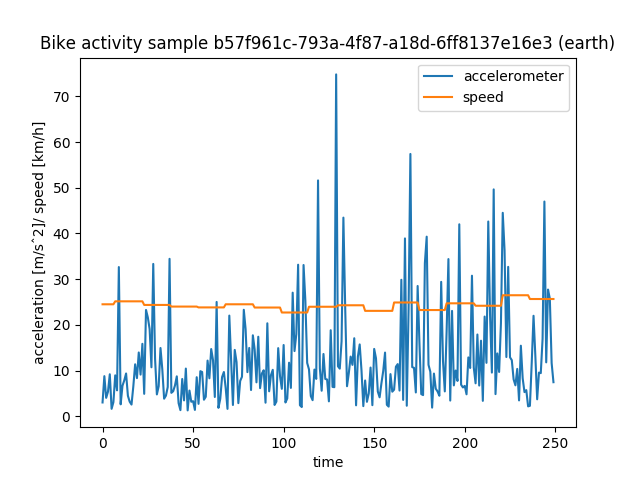 Bike activity sample b57f961c-793a-4f87-a18d-6ff8137e16e3 (earth)
accelerometer
speed
acceleration [m/s^2]/ speed [km/h]
70
60
50
40
30
20
10
0
0 50 100 150 200 250
time